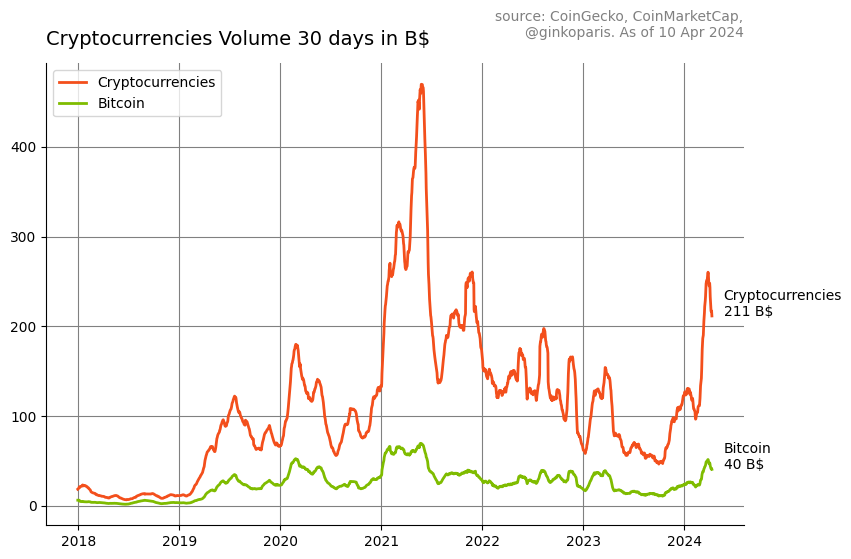 source: CoinGecko, CoinMarketCap,
@ginkoparis. As of 10 Apr 2024
Cryptocurrencies Volume 30 days in B$
Cryptocurrencies
Bitcoin
400
300
200
100
0
Cryptocurrencies
211 B$
Bitcoin
40 B$
2018 2019 2020 2021 2022 2023 2024